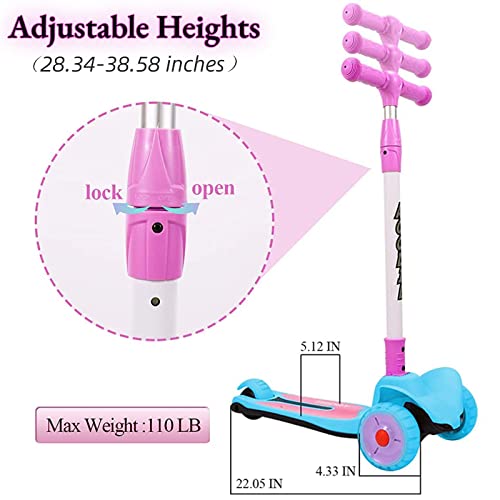 Adjustable Heights
（28.34-38.58 inches）
lock
open
5.12 IN
Max Weight :110 LB
4.33 IN
22.05 IN